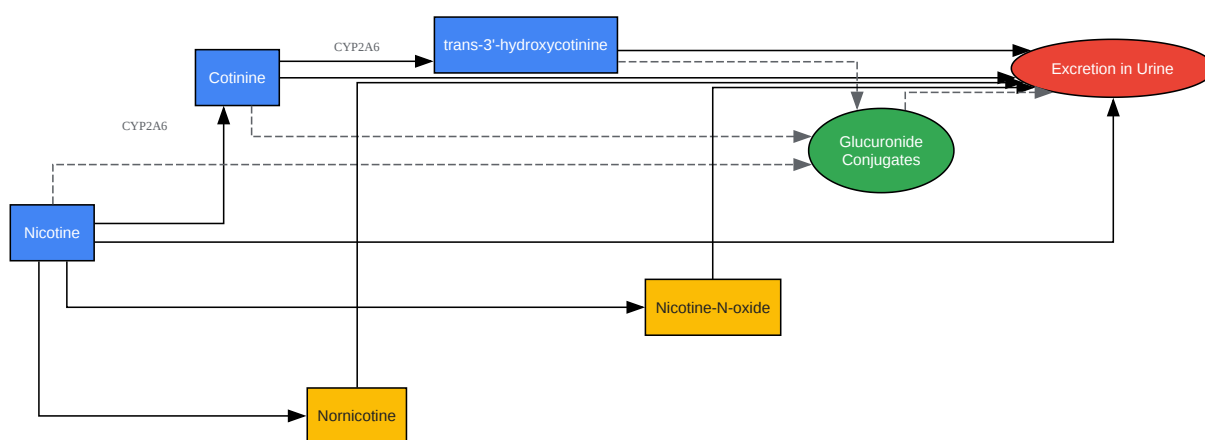 trans-3'-hydroxycotinine
CYP2A6
Excretion in Urine
Cotinine
CYP2A6
Glucuronide
Conjugates
Nicotine
Nicotine-N-oxide
Nornicotine